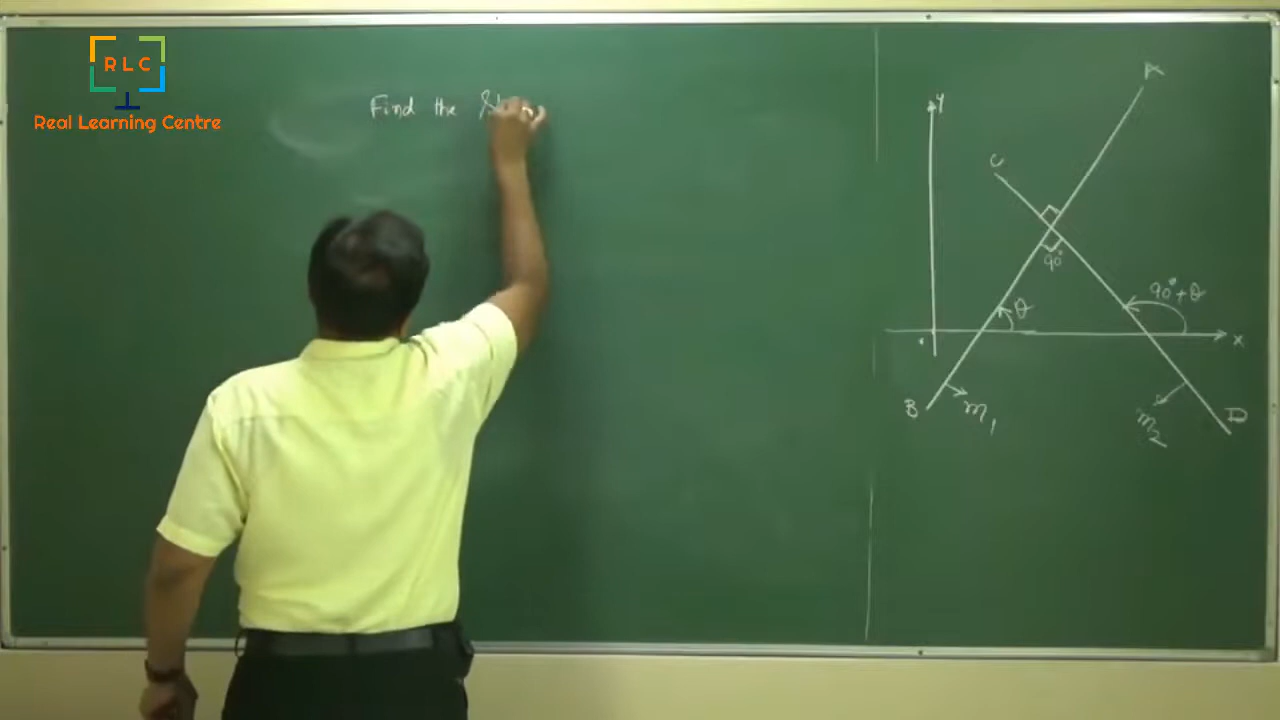 RLC
Real Learning Centre
Find the
A
y
C
90°
90°+θ
θ
x
B
m1
m2
D